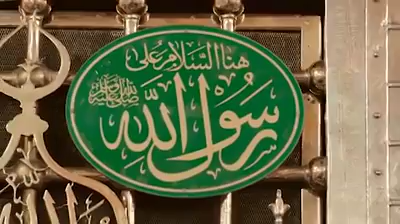 هنا السلام على
رسول الله
صلى الله عليه وسلم